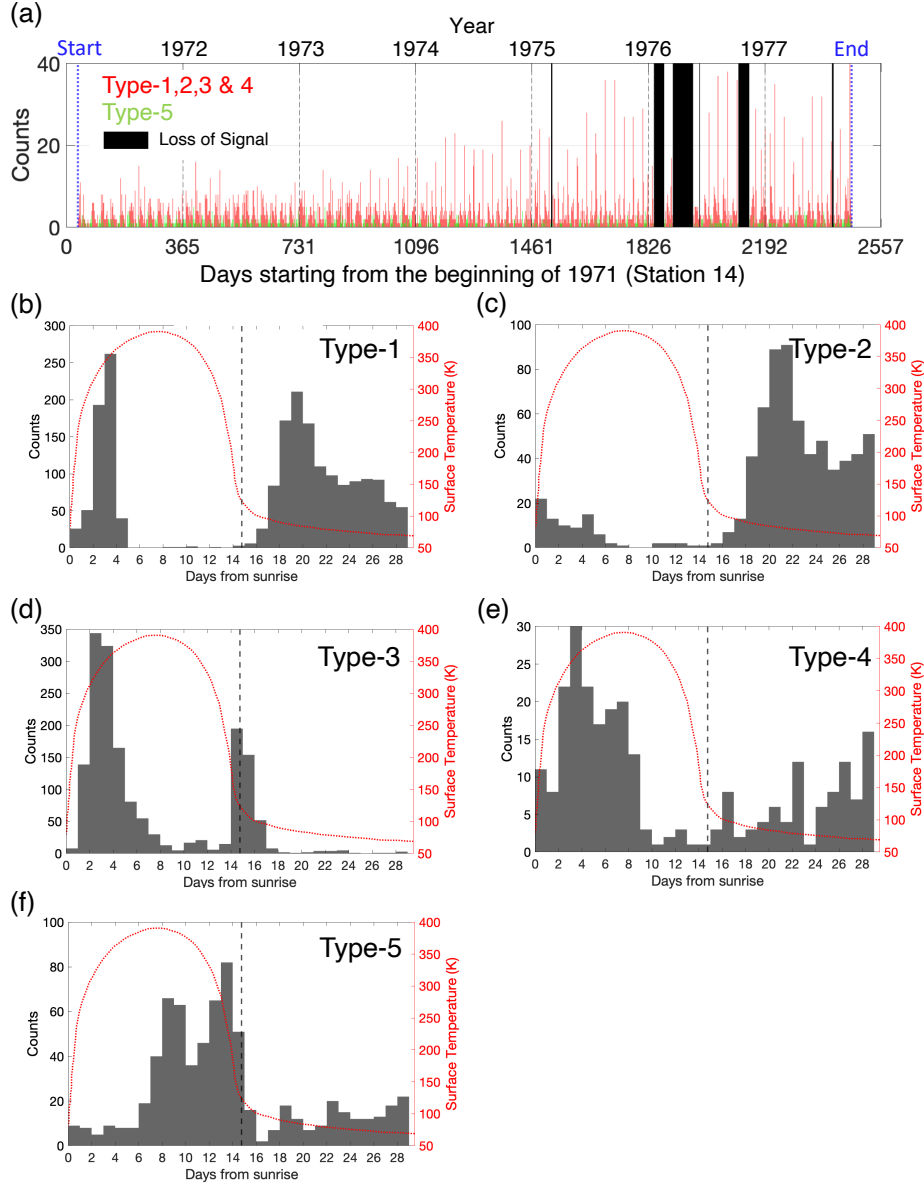 (a)
Year
Start 1972 1973 1974 1975 1976 1977 End
40
Type-1,2,3 & 4
Type-5
Loss of Signal
20
Counts
0
0 365 731 1096 1461 1826 2192 2557
Days starting from the beginning of 1971 (Station 14)
(b)
Type-1
300
250
200
150
100
50
0
Counts
0 2 4 6 8 10 12 14 16 18 20 22 24 26 28
Days from sunrise
400
350
300
250
200
150
100
50
Surface Temperature (K)
(c)
Type-2
100
80
60
40
20
0
Counts
0 2 4 6 8 10 12 14 16 18 20 22 24 26 28
Days from sunrise
400
350
300
250
200
150
100
50
Surface Temperature (K)
(d)
Type-3
350
300
250
200
150
100
50
0
Counts
0 2 4 6 8 10 12 14 16 18 20 22 24 26 28
Days from sunrise
400
350
300
250
200
150
100
50
Surface Temperature (K)
(e)
Type-4
30
25
20
15
10
5
0
Counts
0 2 4 6 8 10 12 14 16 18 20 22 24 26 28
Days from sunrise
400
350
300
250
200
150
100
50
Surface Temperature (K)
(f)
Type-5
100
80
60
40
20
0
Counts
0 2 4 6 8 10 12 14 16 18 20 22 24 26 28
Days from sunrise
400
350
300
250
200
150
100
50
Surface Temperature (K)